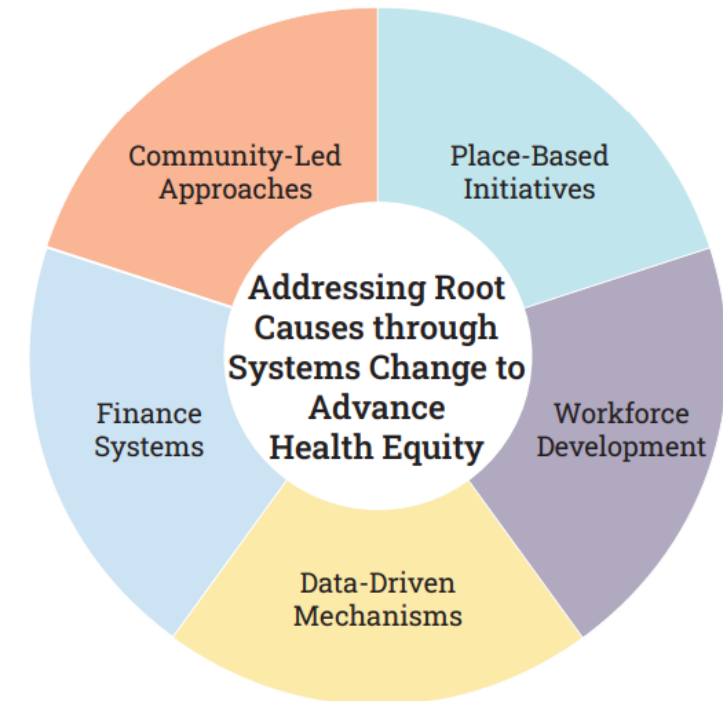 Community-Led
Approaches
Place-Based
Initiatives
Addressing Root
Causes through
Systems Change to
Advance
Health Equity
Finance
Systems
Workforce
Development
Data-Driven
Mechanisms